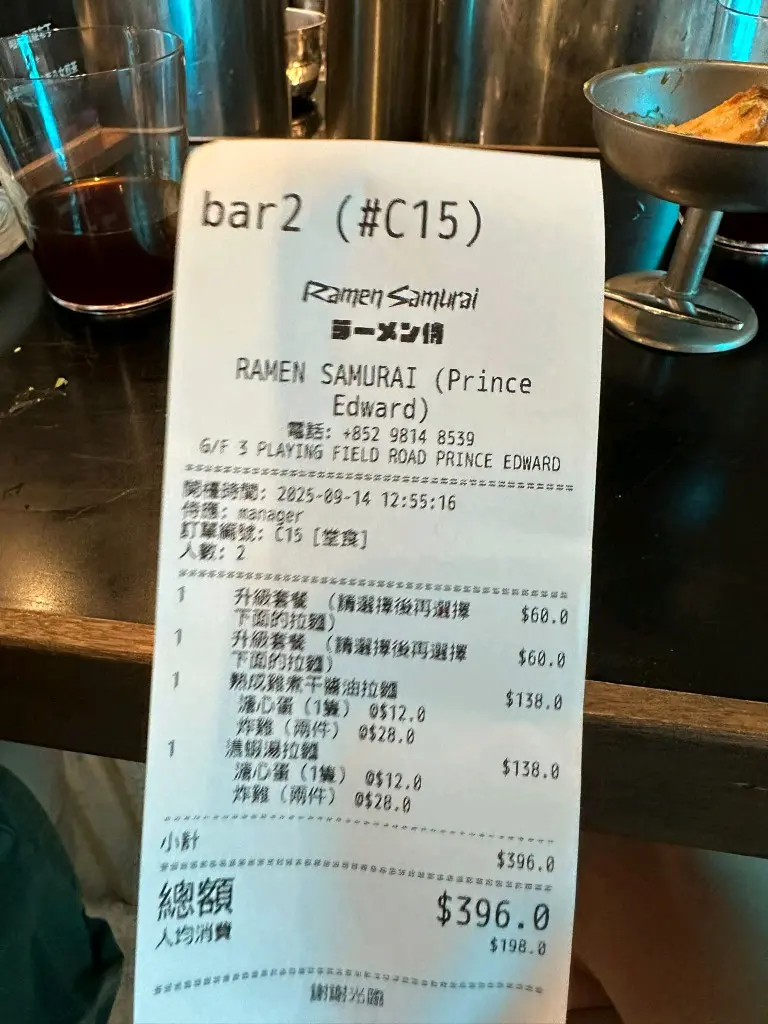 bar2 (#C15)
Ramen Samurai
ラーメン侍
RAMEN SAMURAI (Prince
Edward)
電話: +852 9814 8539
G/F 3 PLAYING FIELD ROAD PRINCE EDWARD
開檯時間: 2025-09-14 12:55:16
侍應: manager
訂單編號: C15 [堂食]
人數: 2
1 升級套餐 (請選擇後再選擇 $60.0
下面的拉麵)
1 升級套餐 (請選擇後再選擇 $60.0
下面的拉麵)
1 熟成雞煮干醬油拉麵 $138.0
溏心蛋 (1隻) @$12.0
炸雞 (兩件) @$28.0
1 濃蝦湯拉麵 $138.0
溏心蛋 (1隻) @$12.0
炸雞 (兩件) @$28.0
小計 $396.0
總額 $396.0
人均消費 $198.0
謝謝光臨